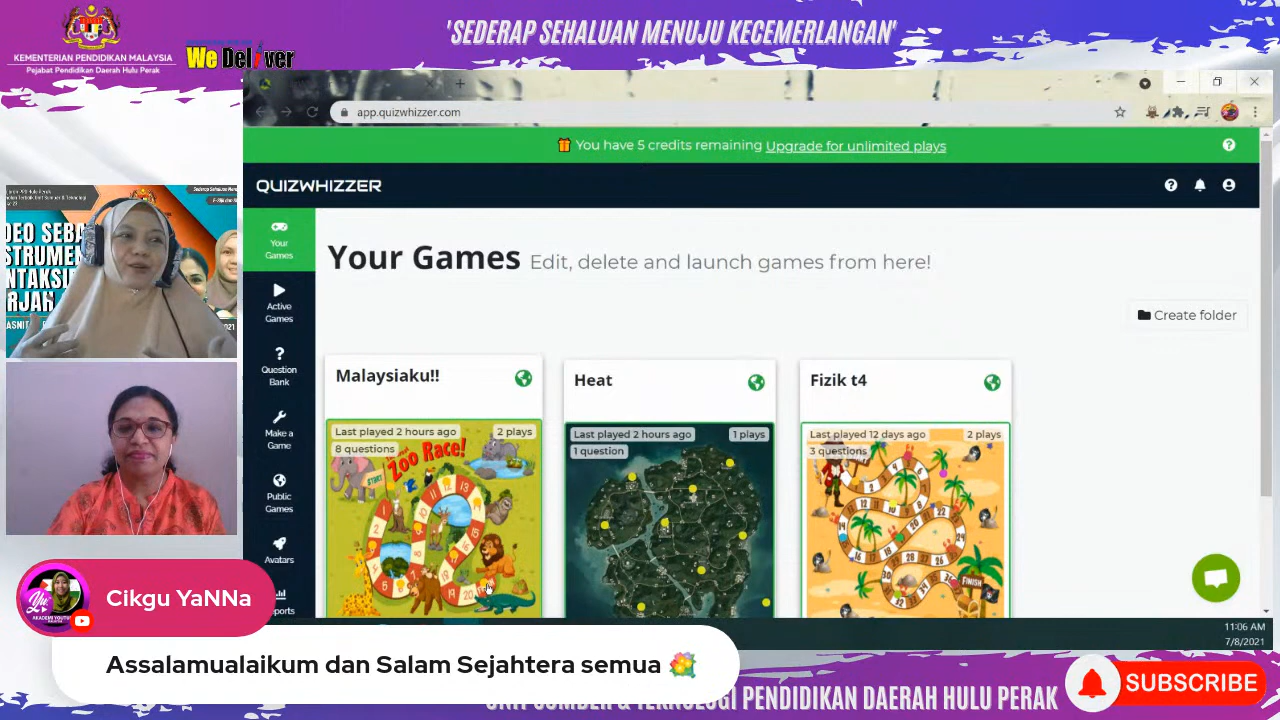 'SEDERAP SEHALUAN MENUJU KECEMERLANGAN'
KEMENTERIAN PENDIDIKAN MALAYSIA
Pejabat Pendidikan Daerah Hulu Perak
We Deliver
app.quizwhizzer.com
You have 5 credits remaining Upgrade for unlimited plays
QUIZWHIZZER
Your Games
Active Games
Question Bank
Make a Game
Public Games
Avatars
Your Games Edit, delete and launch games from here!
Create folder
Malaysiaku!!
Last played 2 hours ago 2 plays
8 questions
Zoo Race!
START
Heat
Last played 2 hours ago 1 plays
1 question
Fizik t4
Last played 12 days ago 2 plays
3 questions
FINISH
11:06 AM
7/8/2021
Cikgu YaNNa
Assalamualaikum dan Salam Sejahtera semua
PENDIDIKAN DAERAH HULU PERAK
SUBSCRIBE